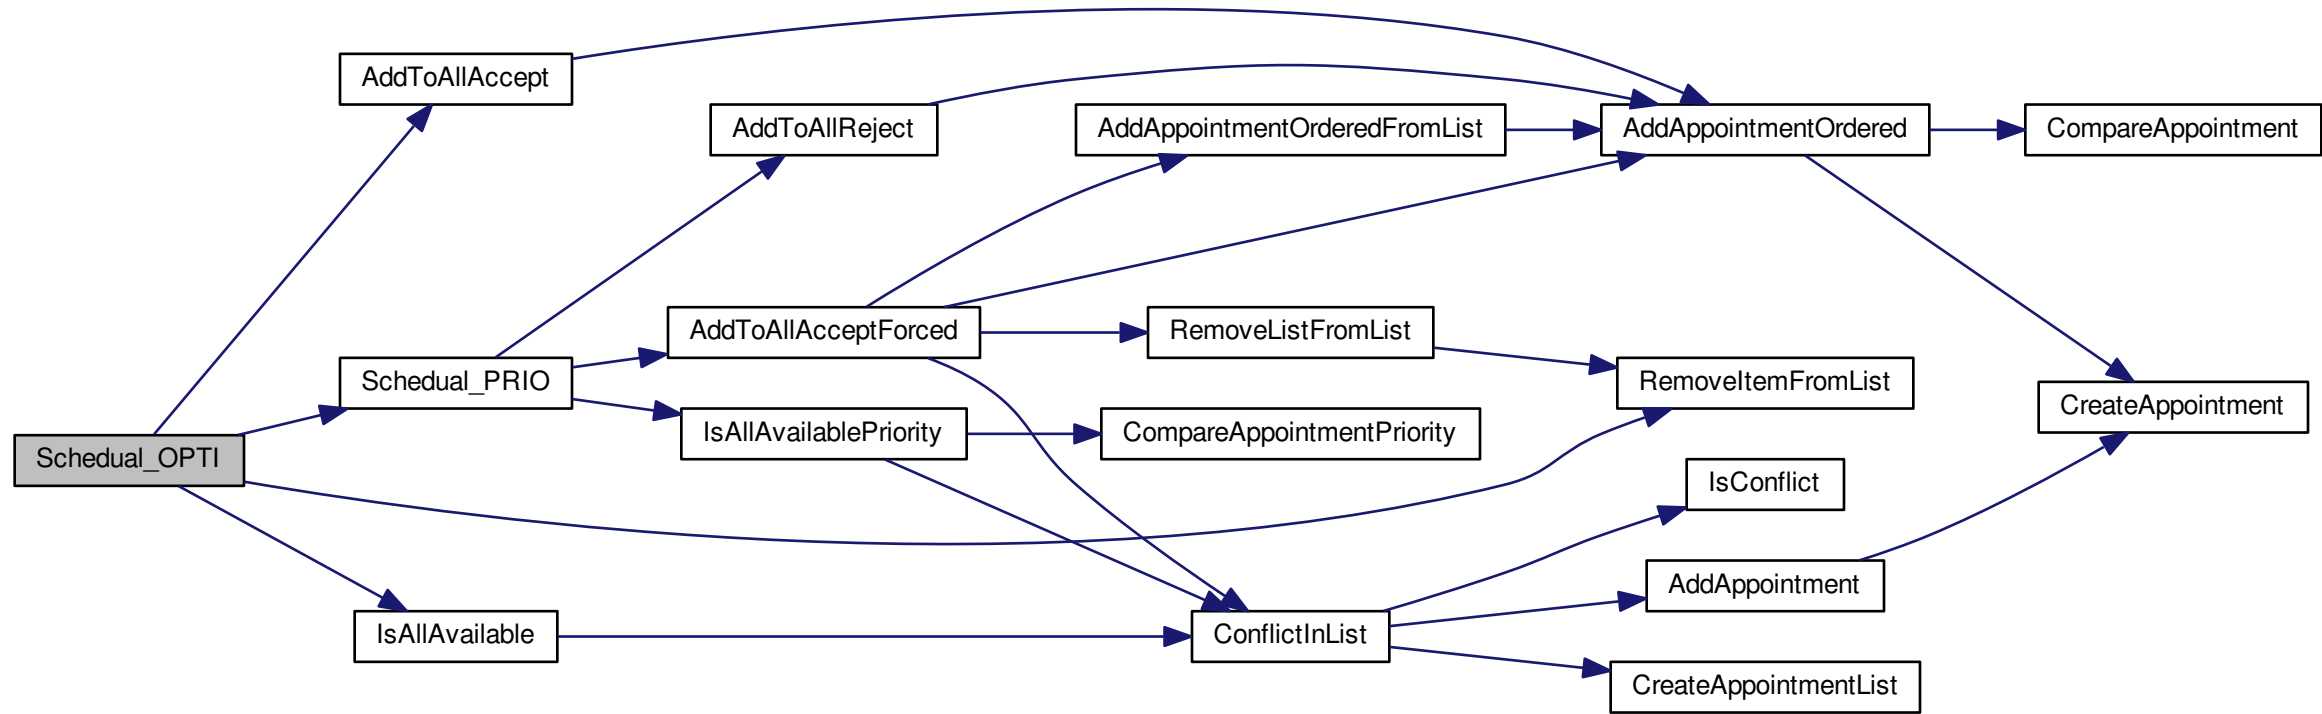 AddToAllAccept
AddToAllReject
AddAppointmentOrderedFromList
AddAppointmentOrdered
CompareAppointment
AddToAllAcceptForced
RemoveListFromList
Schedual_PRIO
RemoveItemFromList
CreateAppointment
IsAllAvailablePriority
CompareAppointmentPriority
Schedual_OPTI
IsConflict
AddAppointment
IsAllAvailable
ConflictInList
CreateAppointmentList